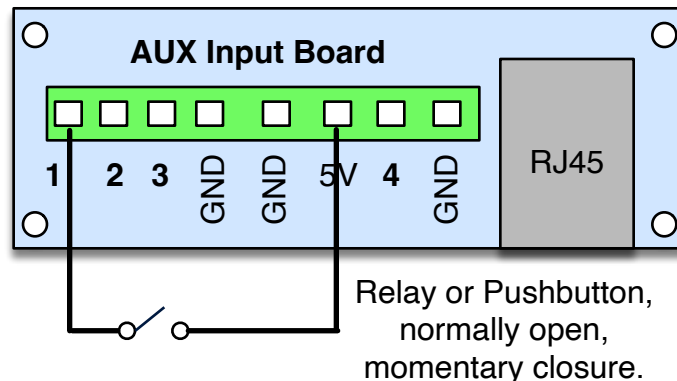 AUX Input Board
1 2 3 GND GND 5V 4 GND
RJ45
Relay or Pushbutton,
normally open,
momentary closure.